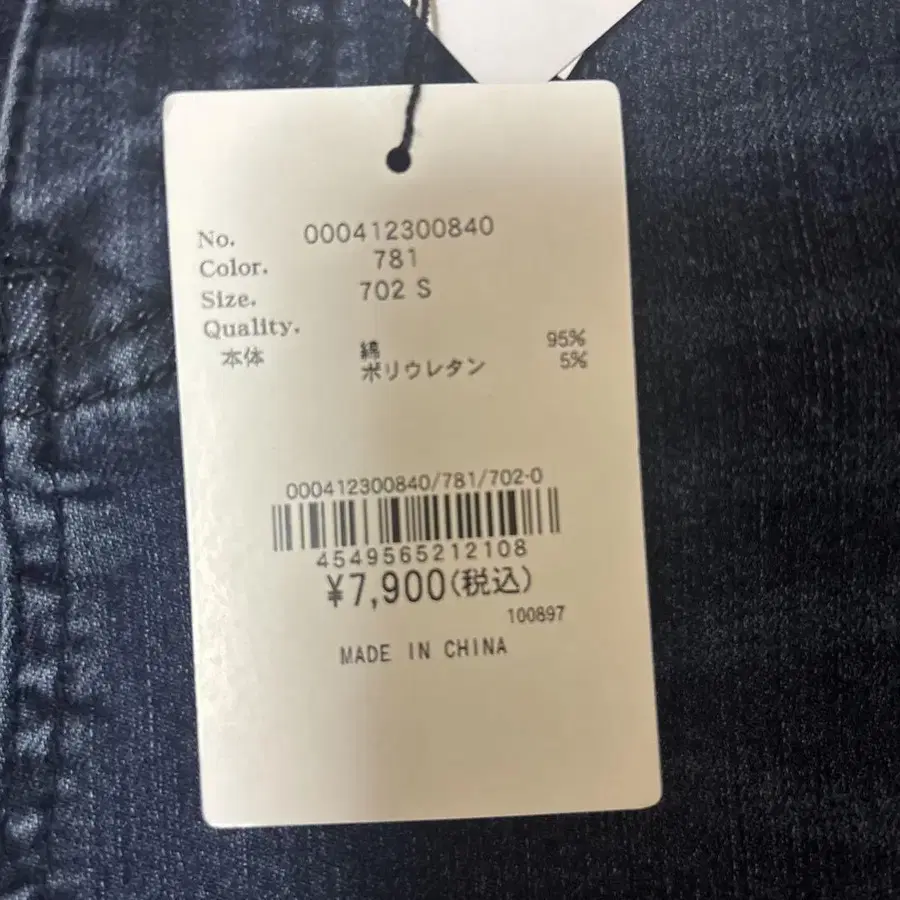 No. 000412300840
Color. 781
Size. 702 S
Quality.
本体 綿 95%
ポリウレタン 5%
000412300840/781/702-0
4549565212108
¥7,900(税込)
100897
MADE IN CHINA